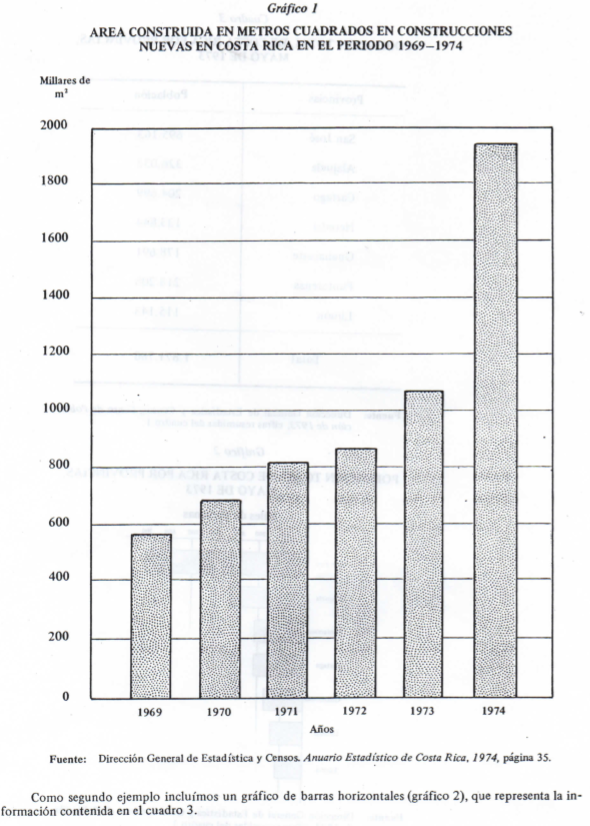 Gráfico 1
AREA CONSTRUIDA EN METROS CUADRADOS EN CONSTRUCCIONES
NUEVAS EN COSTA RICA EN EL PERIODO 1969–1974
Millares de
m²
2000
1800
1600
1400
1200
1000
800
600
400
200
0
1969 1970 1971 1972 1973 1974
Años
Fuente: Dirección General de Estadística y Censos. Anuario Estadístico de Costa Rica, 1974, página 35.
Como segundo ejemplo incluímos un gráfico de barras horizontales (gráfico 2), que representa la in-
formación contenida en el cuadro 3.